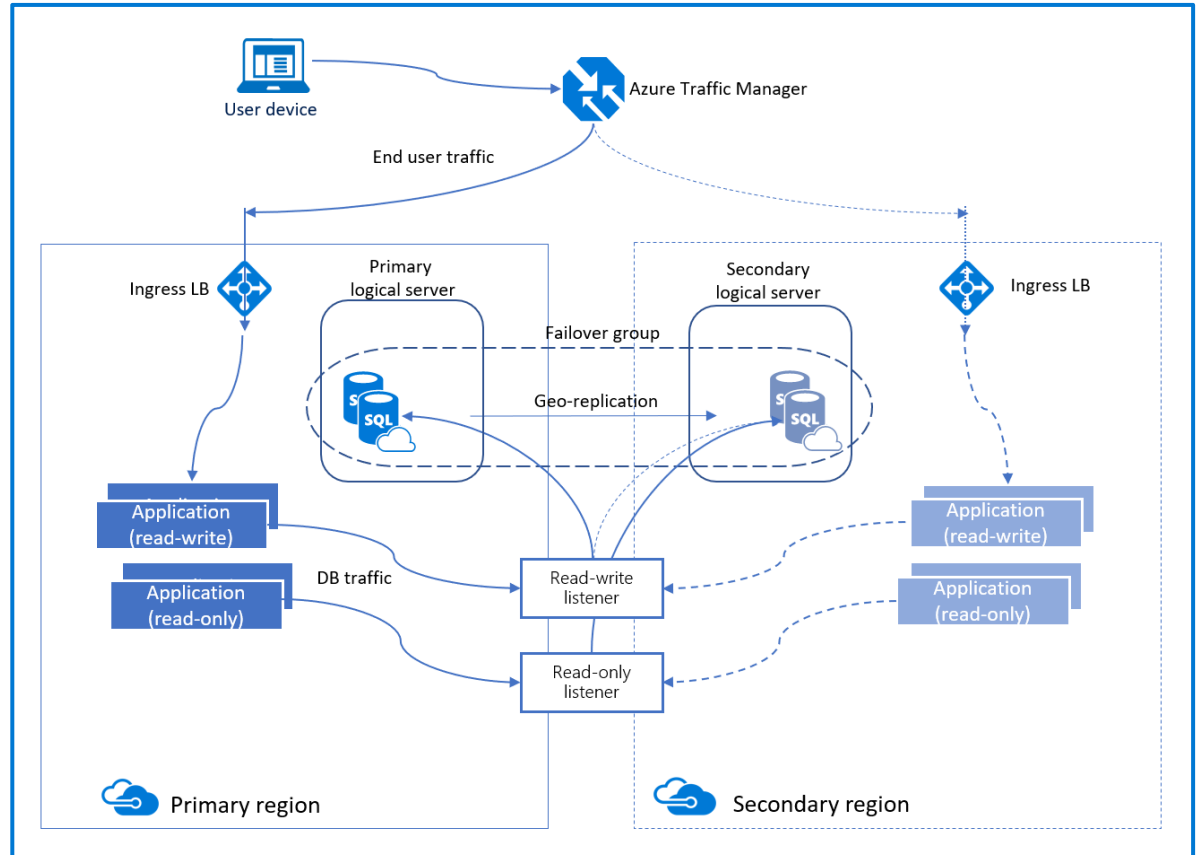 User device
Azure Traffic Manager
End user traffic
Ingress LB
Primary
logical server
Secondary
logical server
Ingress LB
Failover group
Geo-replication
SQL
SQL
Application
(read-write)
Application
(read-write)
DB traffic
Read-write
listener
Application
(read-only)
Application
(read-only)
Read-only
listener
Primary region
Secondary region